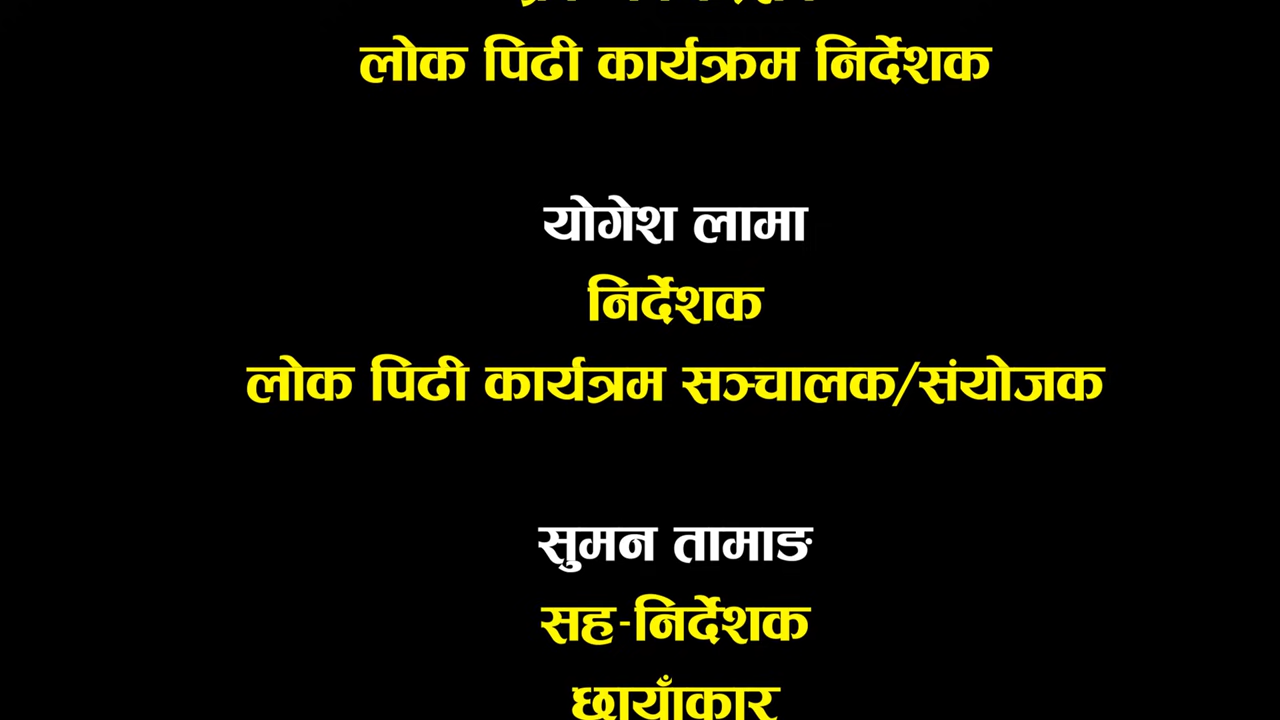 लोक पिढी कार्यक्रम निर्देशक
योगेश लामा
निर्देशक
लोक पिढी कार्यत्रम सञ्चालक/संयोजक
सुमन तामाङ
सह-निर्देशक
छायाँकार